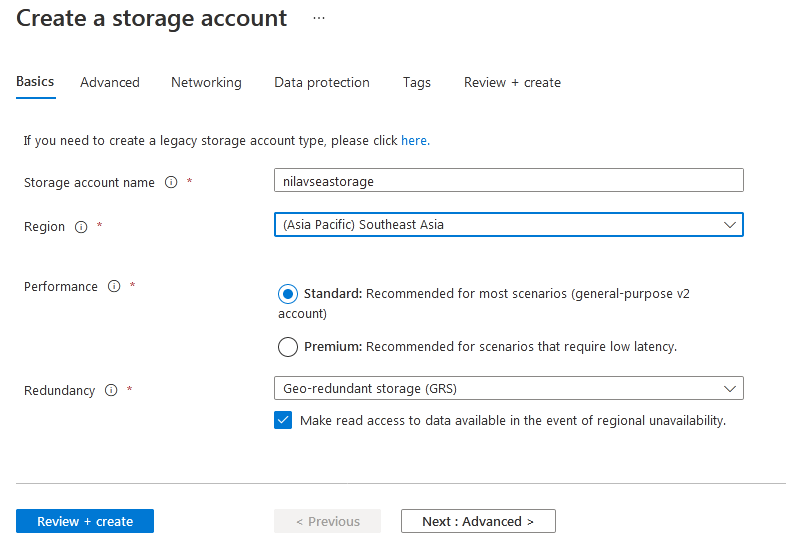 Create a storage account ...
Basics Advanced Networking Data protection Tags Review + create
If you need to create a legacy storage account type, please click here.
Storage account name * nilavseastorage
Region * (Asia Pacific) Southeast Asia
Performance * Standard: Recommended for most scenarios (general-purpose v2
account)
Premium: Recommended for scenarios that require low latency.
Redundancy * Geo-redundant storage (GRS)
Make read access to data available in the event of regional unavailability.
Review + create < Previous Next : Advanced >